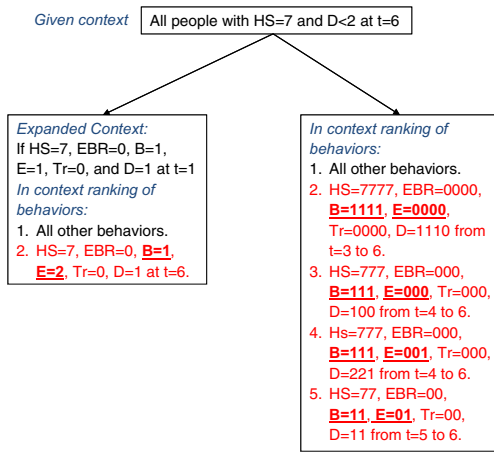 Given context
All people with HS=7 and D<2 at t=6
Expanded Context:
If HS=7, EBR=0, B=1,
E=1, Tr=0, and D=1 at t=1
In context ranking of
behaviors:
1. All other behaviors.
2. HS=7, EBR=0, B=1,
E=2, Tr=0, D=1 at t=6.
In context ranking of
behaviors:
1. All other behaviors.
2. HS=7777, EBR=0000,
B=1111, E=0000,
Tr=0000, D=1110 from
t=3 to 6.
3. HS=777, EBR=000,
B=111, E=000, Tr=000,
D=100 from t=4 to 6.
4. Hs=777, EBR=000,
B=111, E=001, Tr=000,
D=221 from t=4 to 6.
5. HS=77, EBR=00,
B=11, E=01, Tr=00,
D=11 from t=5 to 6.